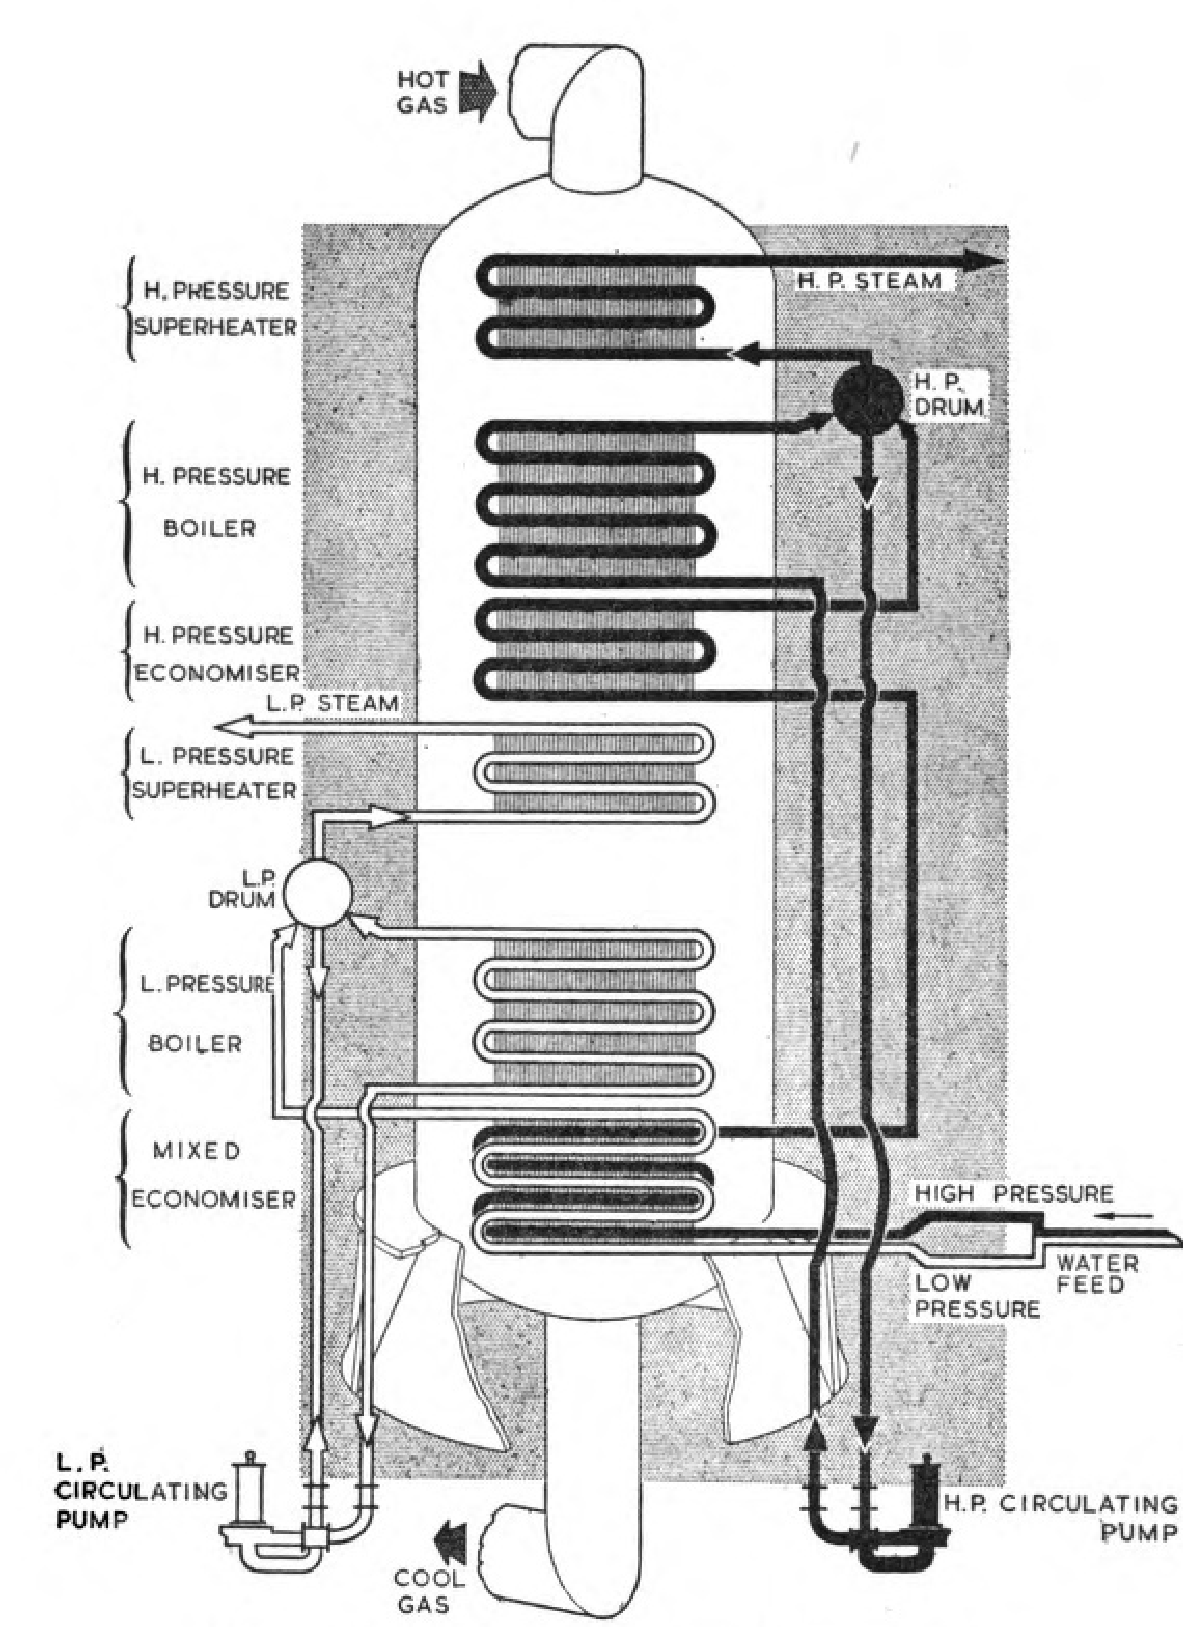 HOT
GAS
H. P. STEAM
H. PRESSURE
SUPERHEATER
H. P.
DRUM
H. PRESSURE
BOILER
H. PRESSURE
ECONOMISER
L.P. STEAM
L. PRESSURE
SUPERHEATER
L.P.
DRUM
L. PRESSURE
BOILER
MIXED
ECONOMISER
HIGH PRESSURE
WATER
FEED
LOW
PRESSURE
L. P.
CIRCULATING
PUMP
H.P. CIRCULATING
PUMP
COOL
GAS